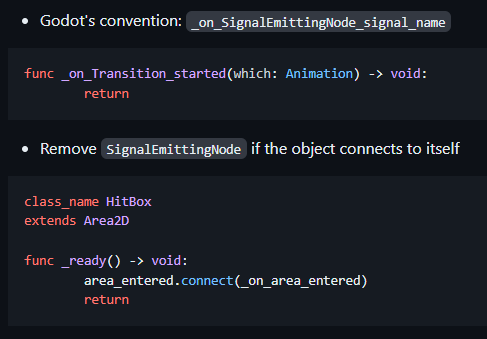 • Godot's convention: _on_SignalEmittingNode_signal_name
func _on_Transition_started(which: Animation) -> void:
        return
• Remove SignalEmittingNode if the object connects to itself
class_name HitBox
extends Area2D

func _ready() -> void:
        area_entered.connect(_on_area_entered)
        return